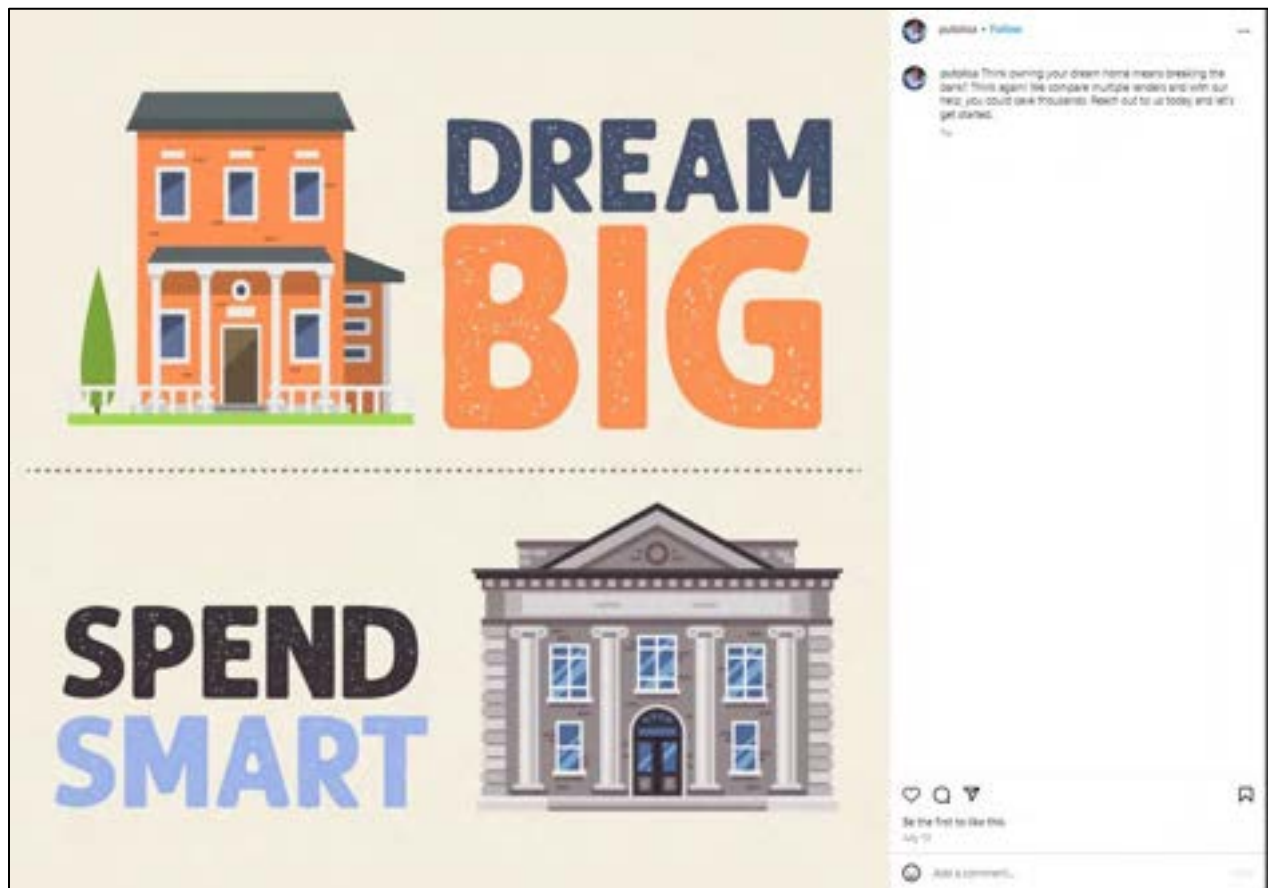 DREAM
BIG
SPEND
SMART
• Follow
Think owning your dream home means breaking the
bank? Think again! We compare multiple lenders and with our
help, you could save thousands. Reach out to us today and let's
get started.
Be the first to like this
July
Add a comment...